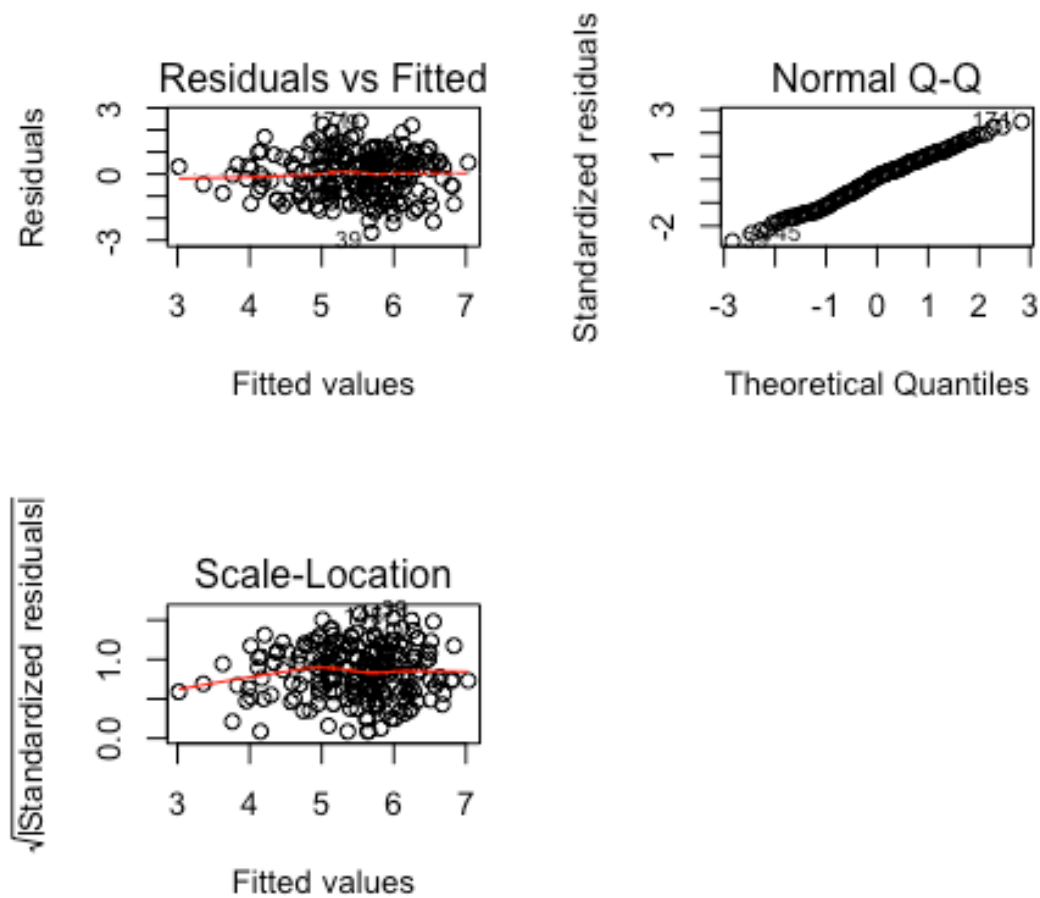 Residuals vs Fitted
Residuals
3
0
-3
39
3 4 5 6 7
Fitted values
Normal Q-Q
Standardized residuals
3
1
-2
-3 -1 0 1 2 3
Theoretical Quantiles
Scale-Location
√|Standardized residuals|
1.0
0.0
3 4 5 6 7
Fitted values